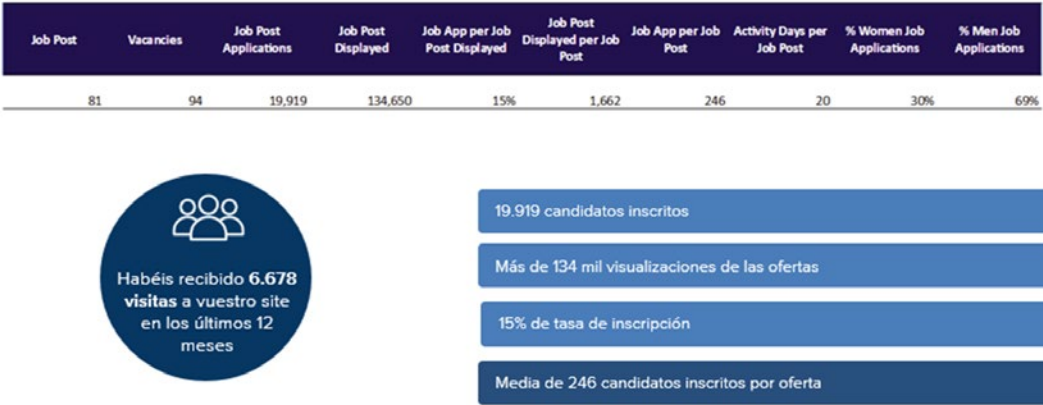 Job Post Vacancies Job Post Applications Job Post Displayed Job App per Job Post Displayed Job Post Displayed per Job Post Job App per Job Post Activity Days per Job Post % Women Job Applications % Men Job Applications
81 94 19,919 134,650 15% 1,662 246 20 30% 69%
Habéis recibido 6.678
visitas a vuestro site
en los últimos 12
meses
19.919 candidatos inscritos
Más de 134 mil visualizaciones de las ofertas
15% de tasa de inscripción
Media de 246 candidatos inscritos por oferta